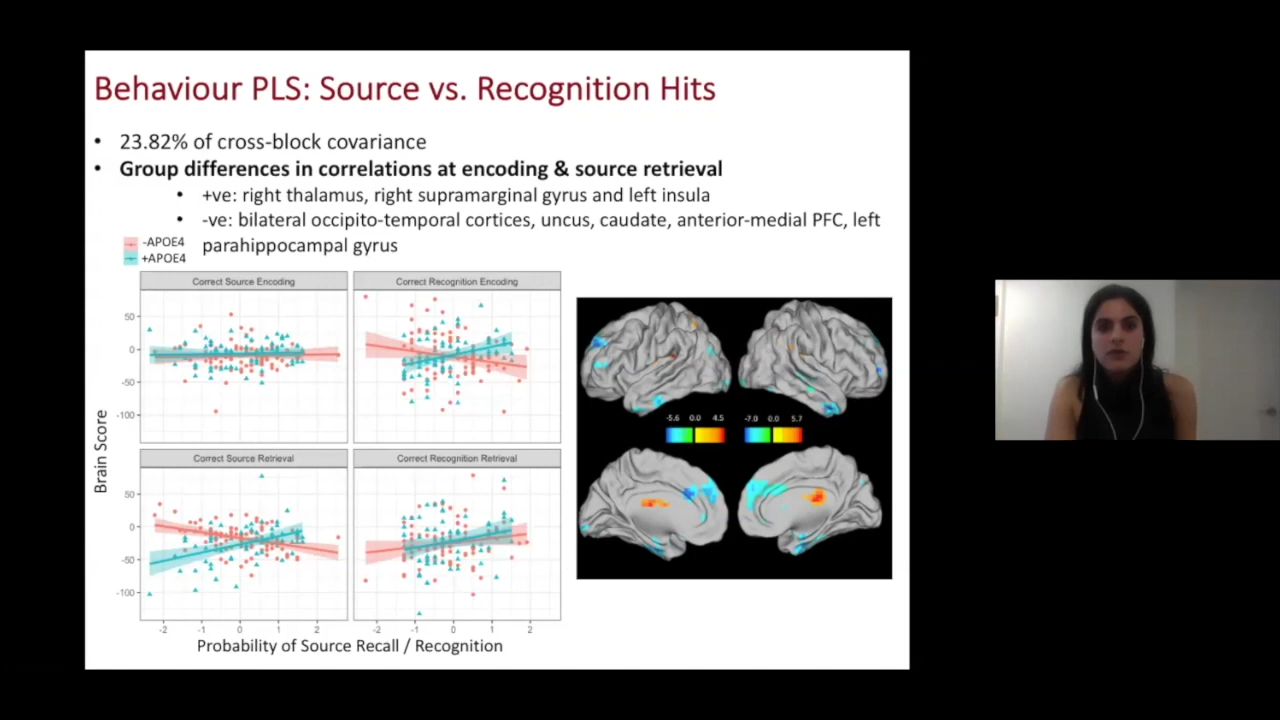 Behaviour PLS: Source vs. Recognition Hits
• 23.82% of cross-block covariance
• Group differences in correlations at encoding & source retrieval
• +ve: right thalamus, right supramarginal gyrus and left insula
• -ve: bilateral occipito-temporal cortices, uncus, caudate, anterior-medial PFC, left
parahippocampal gyrus
-APOE4
+APOE4
Correct Source Encoding
Correct Recognition Encoding
50
0
-50
-100
Correct Source Retrieval
Correct Recognition Retrieval
50
0
-50
-100
-2 -1 0 1 2
-2 -1 0 1 2
Brain Score
Probability of Source Recall / Recognition
-5.6 0.0 4.5
-7.0 0.0 5.7